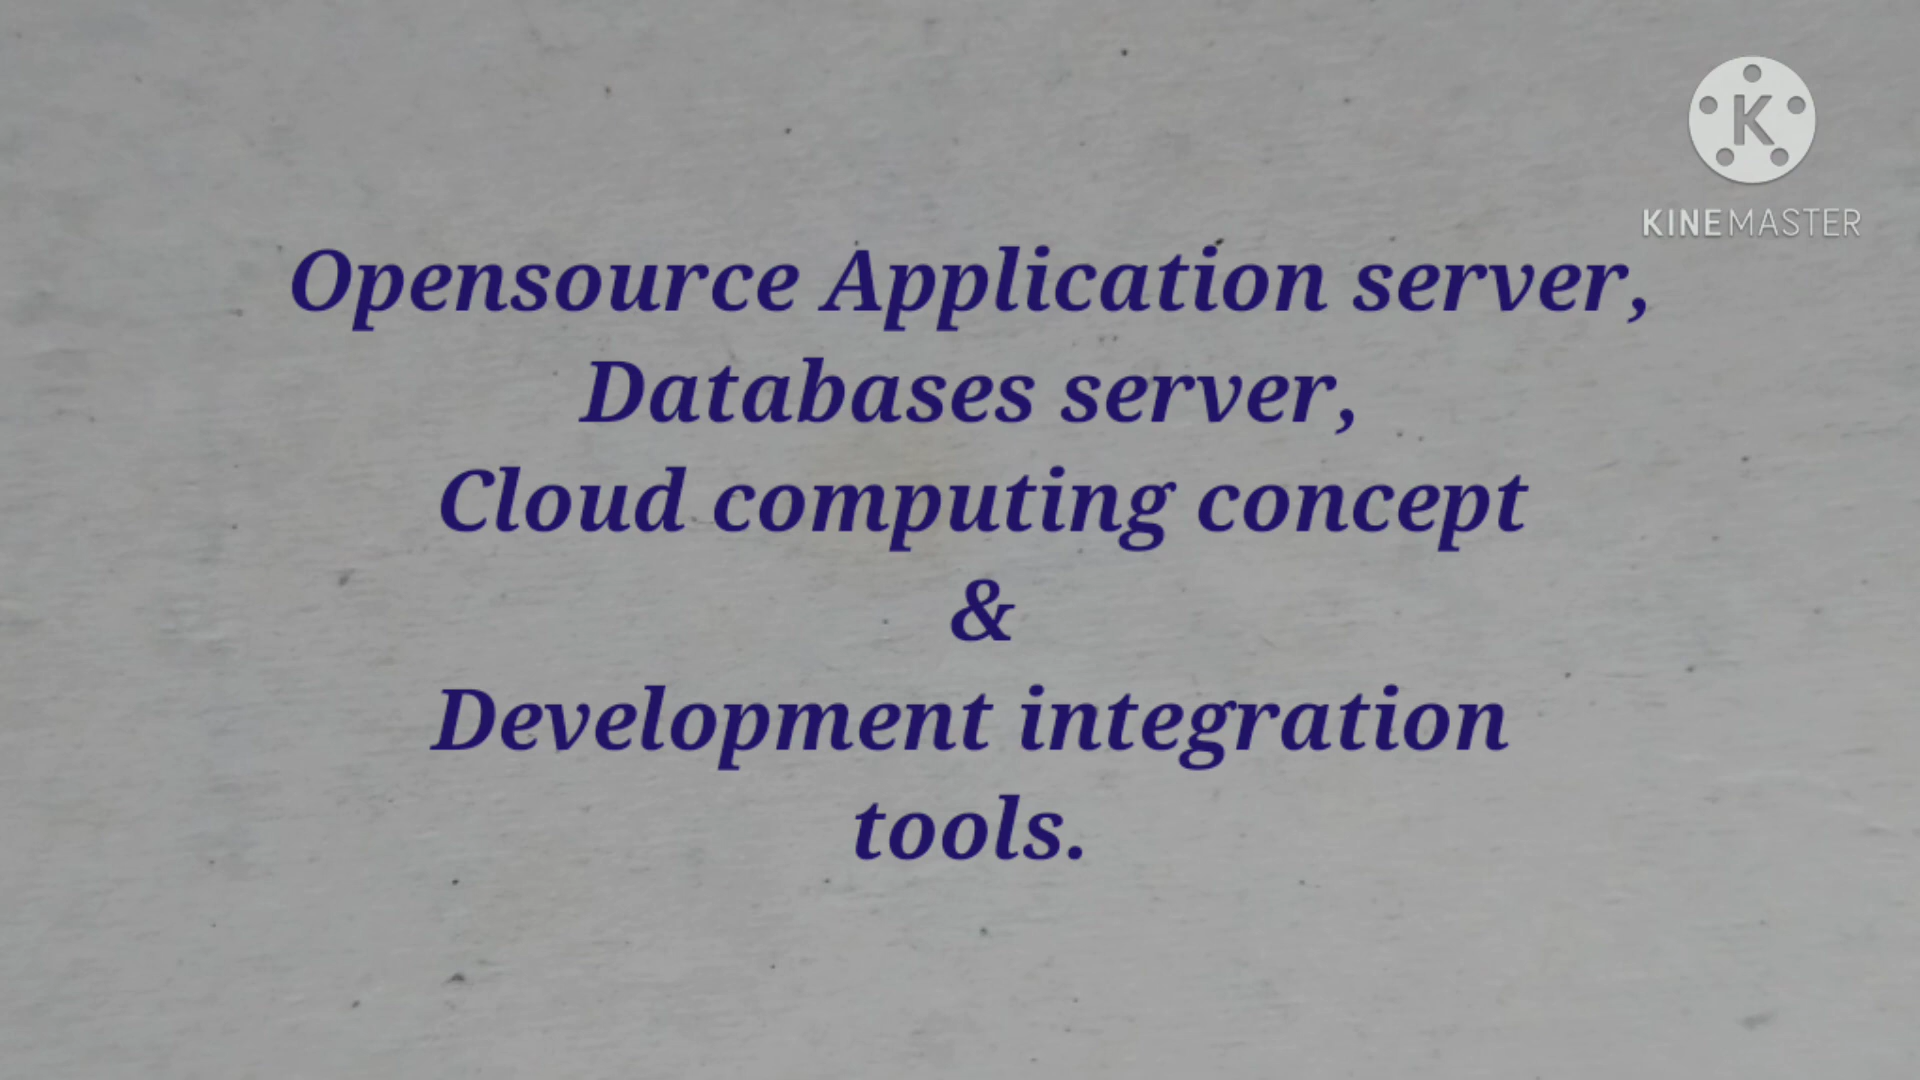 KINEMASTER
Opensource Application server,
Databases server,
Cloud computing concept
&
Development integration
tools.